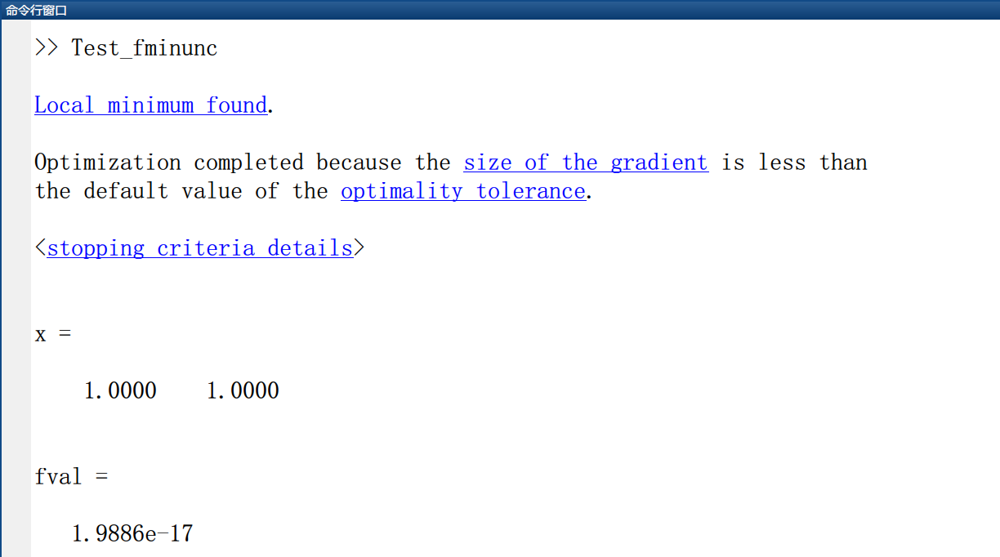 命令行窗口
>> Test_fminunc
Local minimum found.
Optimization completed because the size of the gradient is less than
the default value of the optimality tolerance.
<stopping criteria details>
x =
1.0000    1.0000
fval =
1.9886e-17